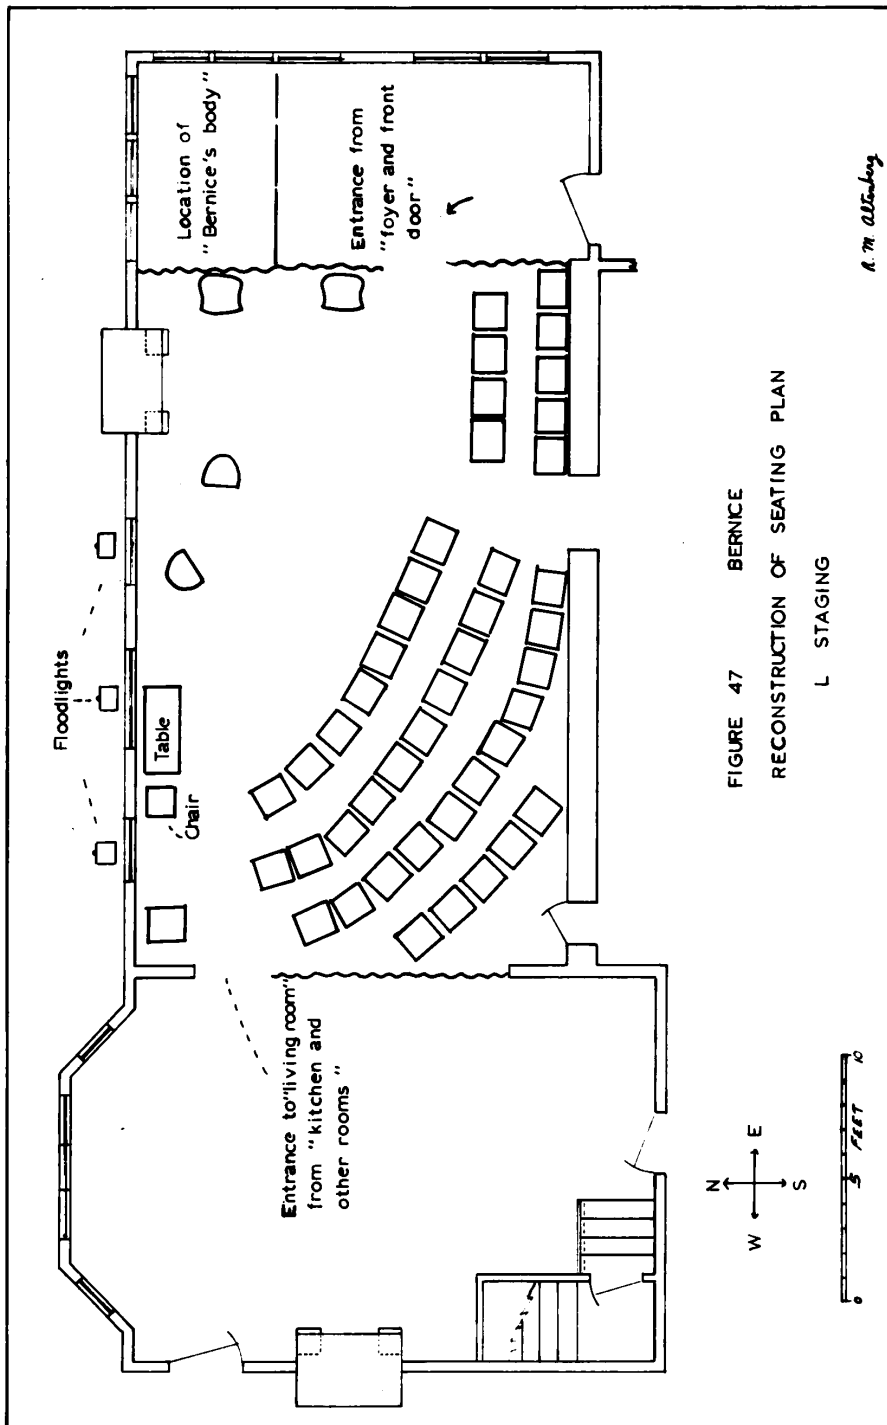 Location of
"Bernice's body"
Entrance from
"foyer and front
door"
Floodlights
Table
Chair
Entrance to"living room"
from "kitchen and
other rooms"
N
W E
S
0 5 FEET 10
FIGURE 47 BERNICE
RECONSTRUCTION OF SEATING PLAN
L STAGING
R. M. Altenberg